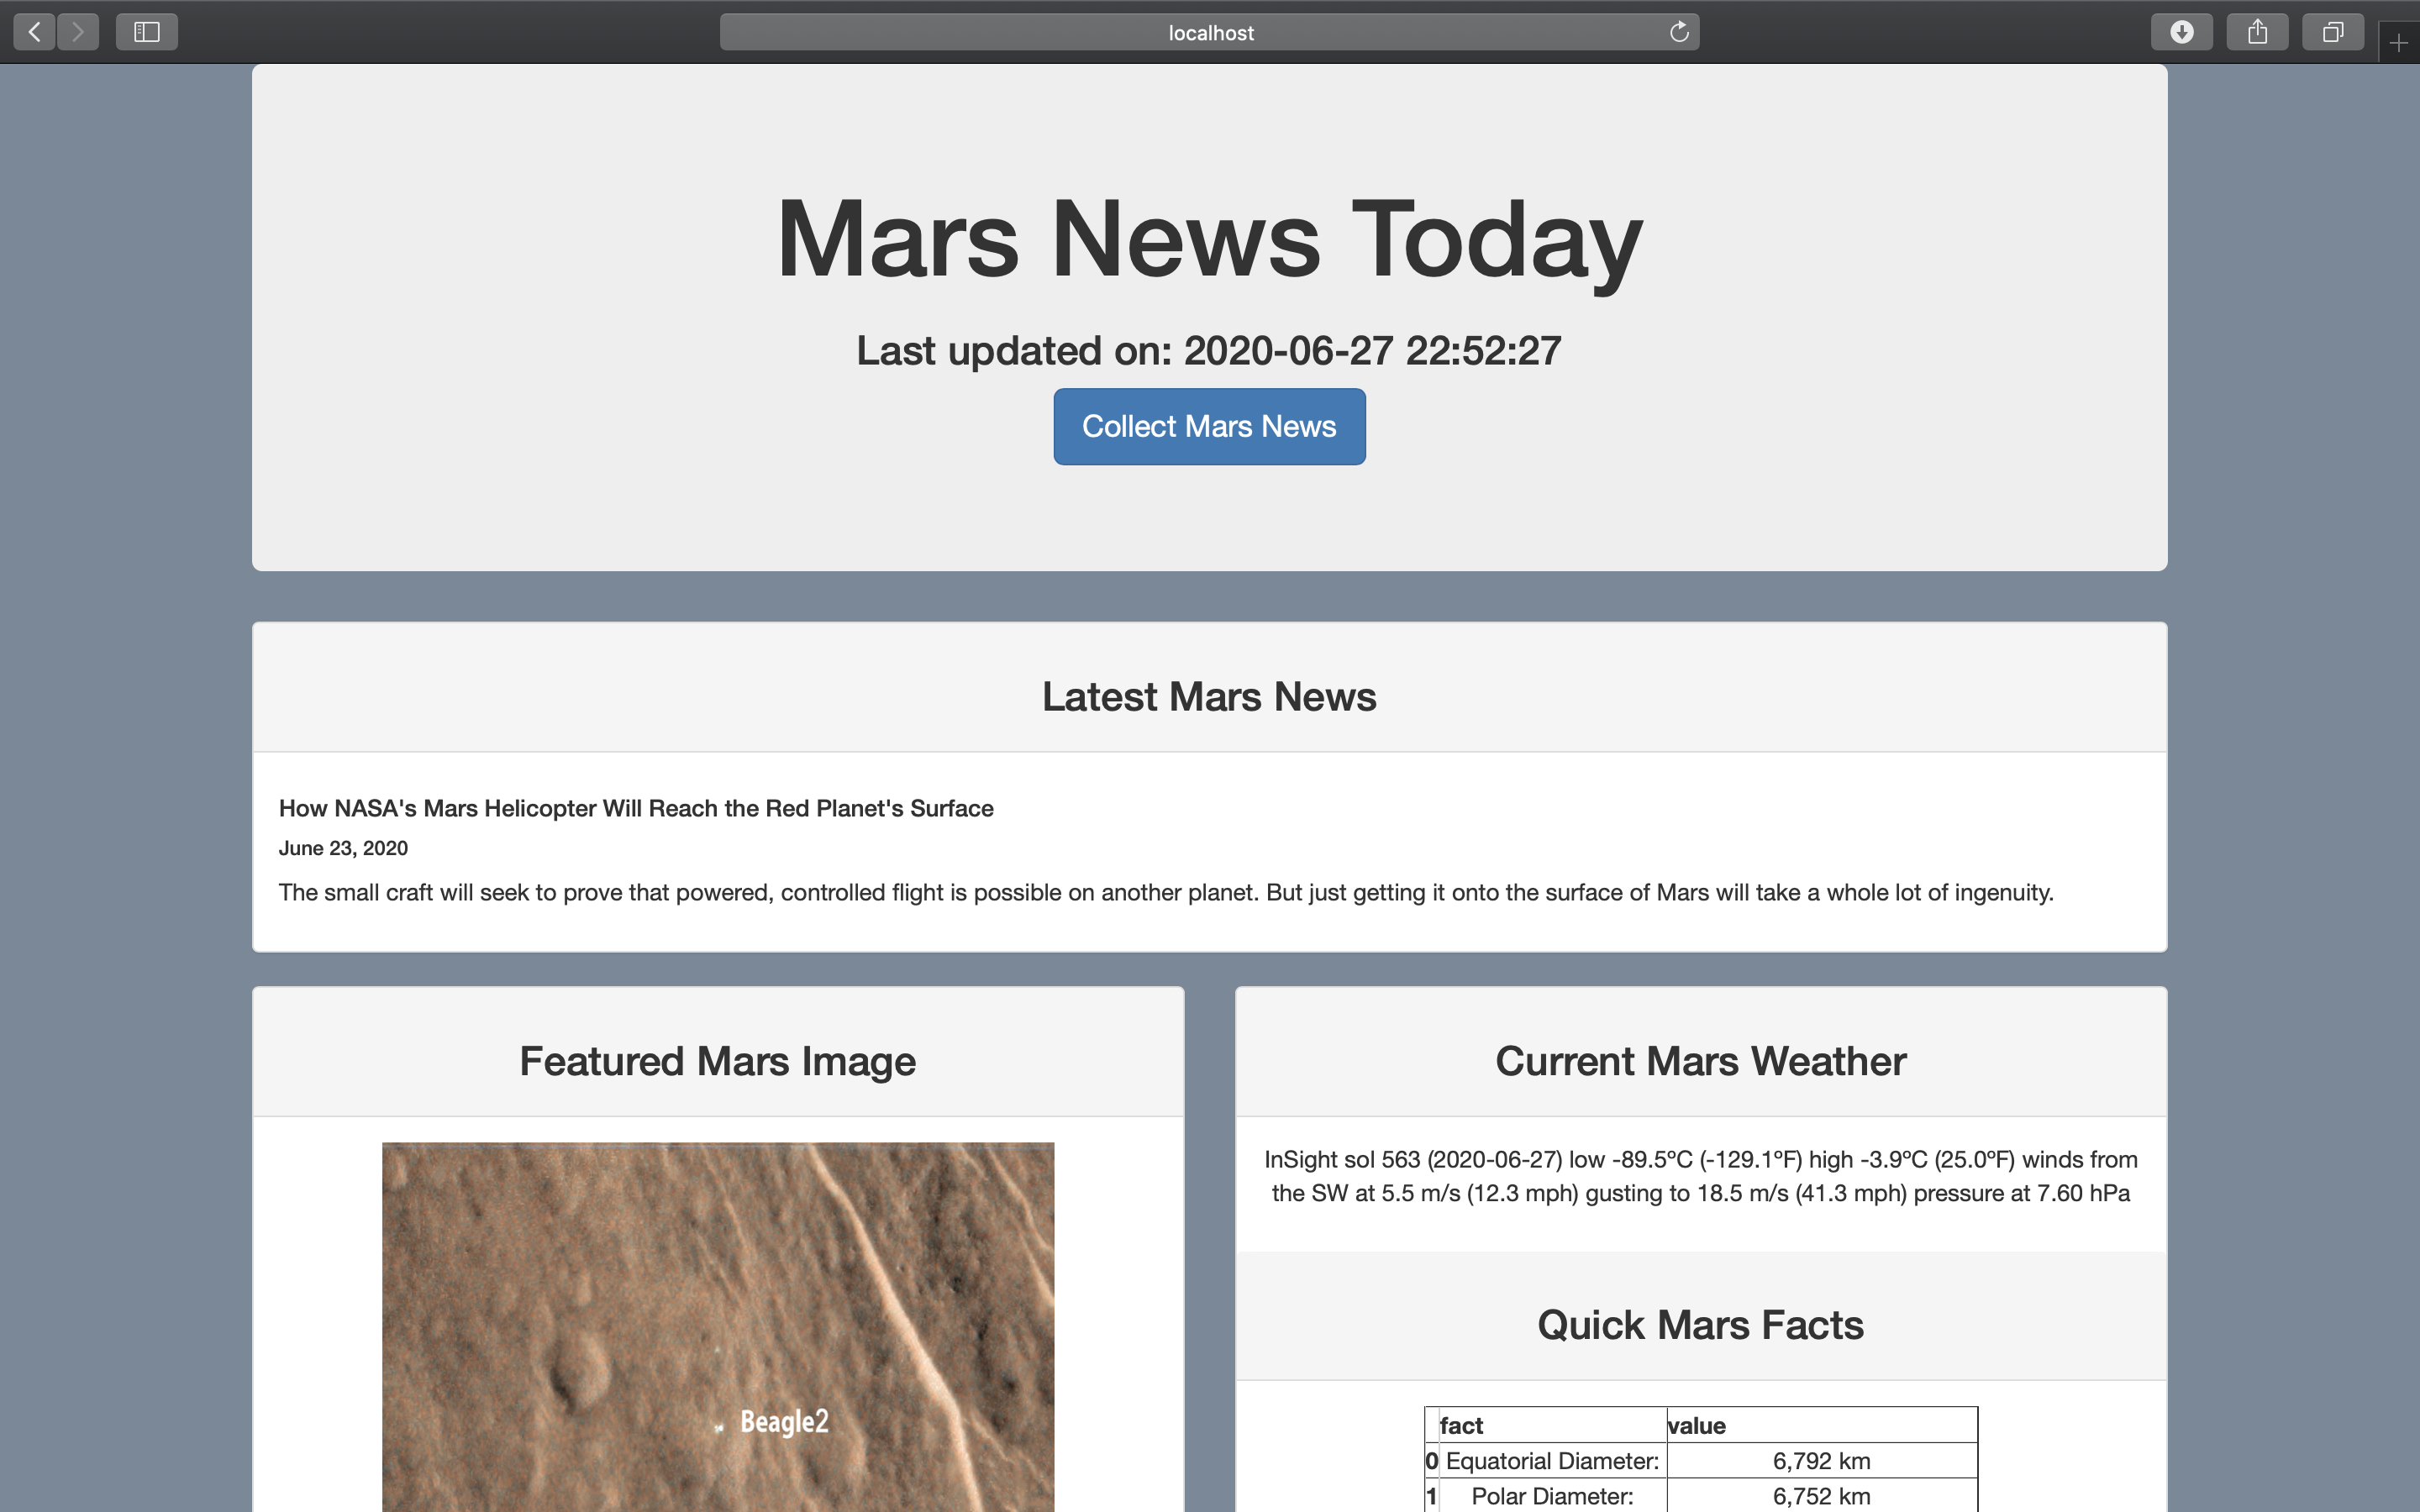 localhost
Mars News Today
Last updated on: 2020-06-27 22:52:27
Collect Mars News
Latest Mars News
How NASA's Mars Helicopter Will Reach the Red Planet's Surface
June 23, 2020
The small craft will seek to prove that powered, controlled flight is possible on another planet. But just getting it onto the surface of Mars will take a whole lot of ingenuity.
Featured Mars Image
Beagle2
Current Mars Weather
InSight sol 563 (2020-06-27) low -89.5ºC (-129.1ºF) high -3.9ºC (25.0ºF) winds from
the SW at 5.5 m/s (12.3 mph) gusting to 18.5 m/s (41.3 mph) pressure at 7.60 hPa
Quick Mars Facts
fact value
0 Equatorial Diameter: 6,792 km
1 Polar Diameter: 6,752 km